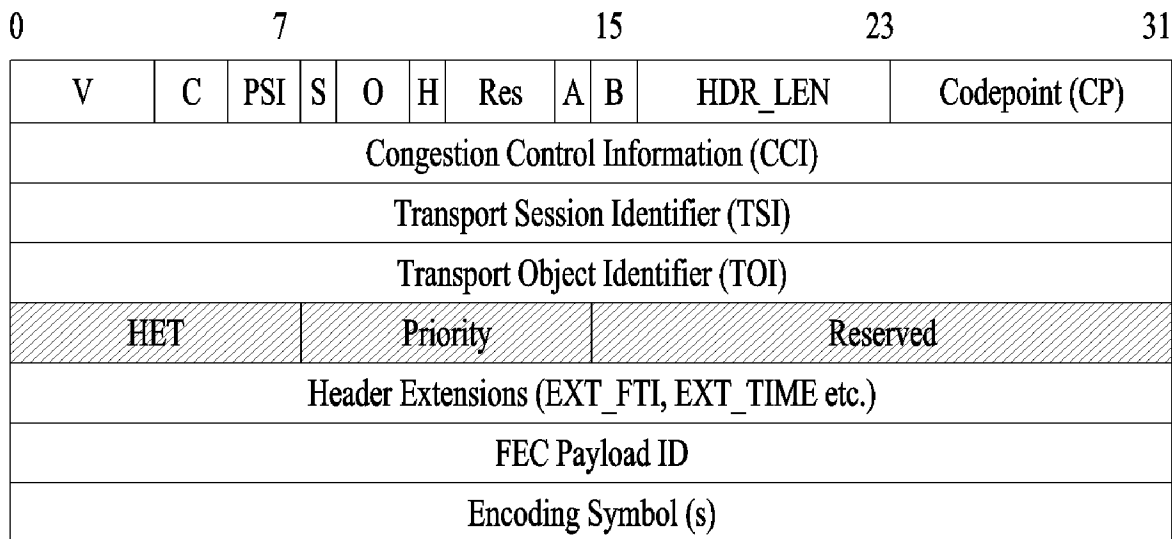 0 7 15 23 31
V C PSI S O H Res A B HDR_LEN Codepoint (CP)
Congestion Control Information (CCI)
Transport Session Identifier (TSI)
Transport Object Identifier (TOI)
HET Priority Reserved
Header Extensions (EXT_FTI, EXT_TIME etc.)
FEC Payload ID
Encoding Symbol (s)